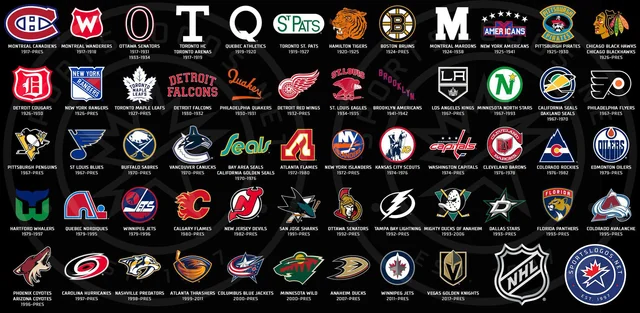 MONTREAL CANADIENS
1917-PRES
MONTREAL WANDERERS
1917-1918
OTTAWA SENATORS
1917-1931
1933-1934
TORONTO HC
TORONTO ARENAS
1917-1919
QUEBEC ATHLETICS
1919-1920
TORONTO ST. PATS
1919-1927
HAMILTON TIGERS
1920-1925
BOSTON BRUINS
1924-PRES
MONTREAL MAROONS
1924-1938
NEW YORK AMERICANS
1925-1941
PITTSBURGH PIRATES
1925-1930
CHICAGO BLACK HAWKS
CHICAGO BLACKHAWKS
1926-PRES
DETROIT COUGARS
1926-1930
NEW YORK RANGERS
1926-PRES
TORONTO MAPLE LEAFS
1927-PRES
DETROIT FALCONS
1930-1932
PHILADELPHIA QUAKERS
1930-1931
DETROIT RED WINGS
1932-PRES
ST. LOUIS EAGLES
1934-1935
BROOKLYN AMERICANS
1941-1942
LOS ANGELES KINGS
1967-PRES
MINNESOTA NORTH STARS
1967-1993
CALIFORNIA SEALS
OAKLAND SEALS
1967-1970
PHILADELPHIA FLYERS
1967-PRES
PITTSBURGH PENGUINS
1967-PRES
ST LOUIS BLUES
1967-PRES
BUFFALO SABRES
1970-PRES
VANCOUVER CANUCKS
1970-PRES
BAY AREA SEALS
CALIFORNIA GOLDEN SEALS
1970-1976
ATLANTA FLAMES
1972-1980
NEW YORK ISLANDERS
1972-PRES
KANSAS CITY SCOUTS
1974-1976
WASHINGTON CAPITALS
1974-PRES
CLEVELAND BARONS
1976-1978
COLORADO ROCKIES
1976-1982
EDMONTON OILERS
1979-PRES
HARTFORD WHALERS
1979-1997
QUEBEC NORDIQUES
1979-1995
WINNIPEG JETS
1979-1996
CALGARY FLAMES
1980-PRES
NEW JERSEY DEVILS
1982-PRES
SAN JOSE SHARKS
1991-PRES
OTTAWA SENATORS
1992-PRES
TAMPA BAY LIGHTNING
1992-PRES
MIGHTY DUCKS OF ANAHEIM
1993-2006
DALLAS STARS
1993-PRES
FLORIDA PANTHERS
1993-PRES
COLORADO AVALANCHE
1995-PRES
PHOENIX COYOTES
ARIZONA COYOTES
1996-PRES
CAROLINA HURRICANES
1997-PRES
NASHVILLE PREDATORS
1998-PRES
ATLANTA THRASHERS
1999-2011
COLUMBUS BLUE JACKETS
2000-PRES
MINNESOTA WILD
2000-PRES
ANAHEIM DUCKS
2007-PRES
WINNIPEG JETS
2011-PRES
VEGAS GOLDEN KNIGHTS
2017-PRES
NHL
SPORTSLOGOS.NET
EST. 1997